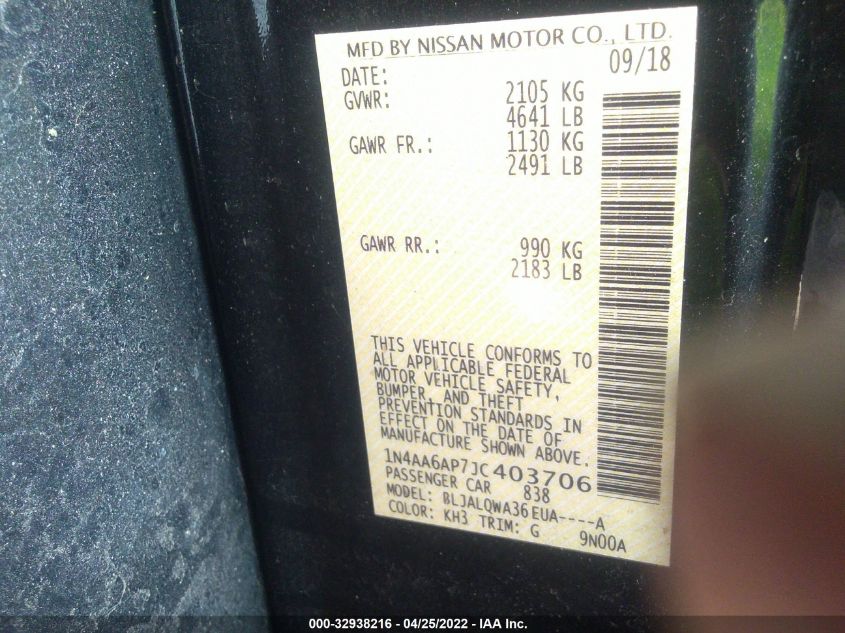 MFD BY NISSAN MOTOR CO., LTD.
DATE: 09/18
GVWR: 2105 KG
4641 LB
GAWR FR.: 1130 KG
2491 LB
GAWR RR.: 990 KG
2183 LB
THIS VEHICLE CONFORMS TO
ALL APPLICABLE FEDERAL
MOTOR VEHICLE SAFETY,
BUMPER, AND THEFT
PREVENTION STANDARDS IN
EFFECT ON THE DATE OF
MANUFACTURE SHOWN ABOVE.
1N4AA6AP7JC403706
PASSENGER CAR 838
MODEL: BLJALQWA36EUA----A
COLOR: KH3 TRIM: G 9N00A
000-32938216 - 04/25/2022 - IAA Inc.